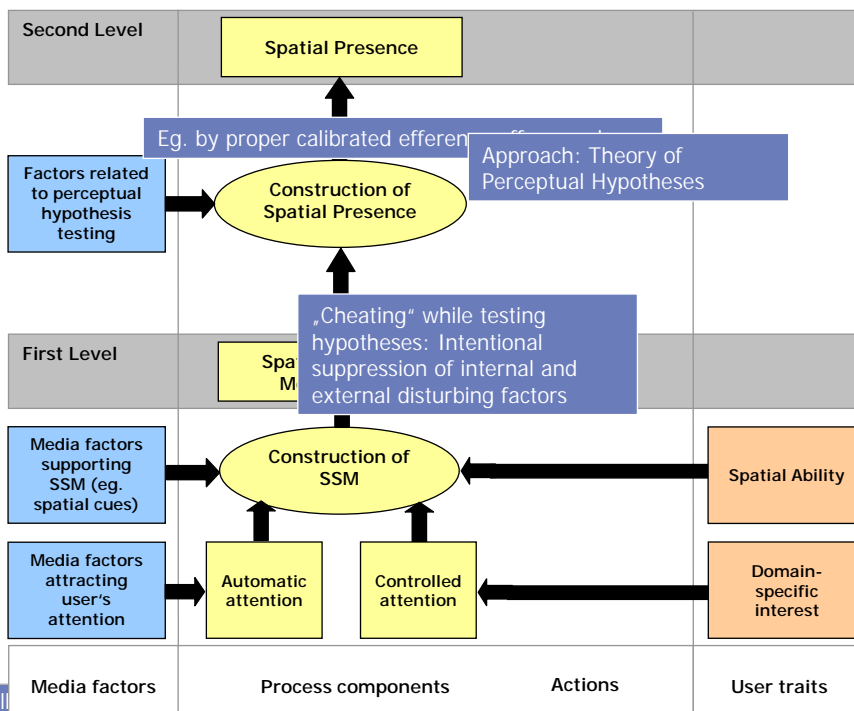 Second Level
Spatial Presence
Eg. by proper calibrated
Approach: Theory of
Perceptual Hypotheses
Factors related
to perceptual
hypothesis
testing
Construction of
Spatial Presence
„Cheating“ while testing
hypotheses: Intentional
suppression of internal and
external disturbing factors
First Level
Media factors
supporting
SSM (eg.
spatial cues)
Construction of
SSM
Spatial Ability
Media factors
attracting
user's
attention
Automatic
attention
Controlled
attention
Domain-
specific
interest
Media factors
Process components
Actions
User traits